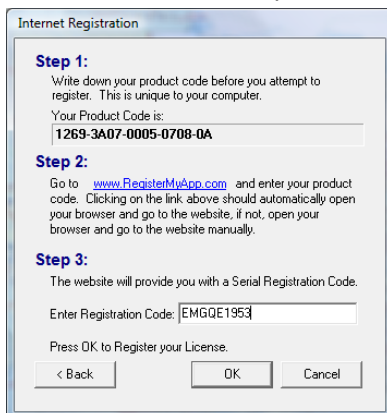 Internet Registration
Step 1:
Write down your product code before you attempt to
register. This is unique to your computer.
Your Product Code is:
1269-3A07-0005-0708-0A
Step 2:
Go to www.RegisterMyApp.com and enter your product
code. Clicking on the link above should automatically open
your browser and go to the website, if not, open your
browser and go to the website manually.
Step 3:
The website will provide you with a Serial Registration Code.
Enter Registration Code: EMGQE1953
Press OK to Register your License.
< Back OK Cancel